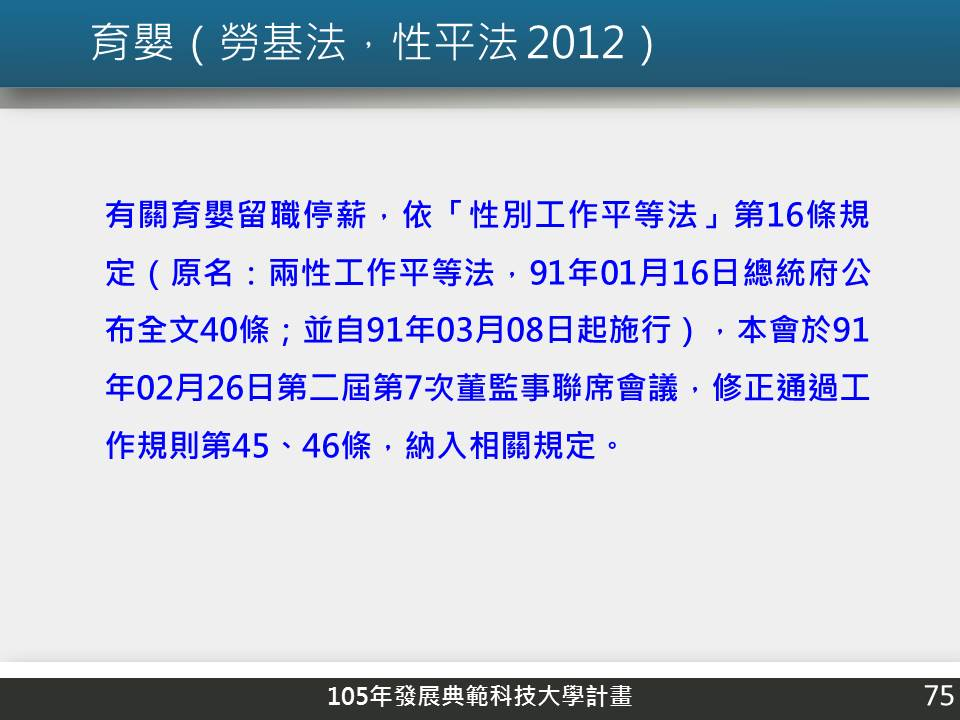 育嬰（勞基法，性平法2012）
有關育嬰留職停薪，依「性別工作平等法」第16條規
定（原名：兩性工作平等法，91年01月16日總統府公
布全文40條；並自91年03月08日起施行），本會於91
年02月26日第二屆第7次董監事聯席會議，修正通過工
作規則第45、46條，納入相關規定。
105年發展典範科技大學計畫
75